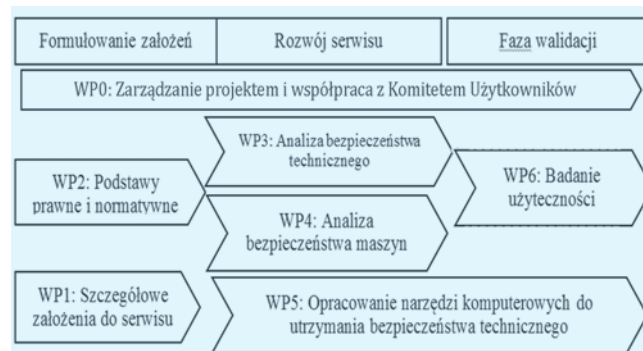 Formułowanie założeń
Rozwój serwisu
Faza walidacji
WP0: Zarządzanie projektem i współpraca z Komitetem Użytkowników
WP2: Podstawy
prawne i normatywne
WP3: Analiza bezpieczeństwa
technicznego
WP4: Analiza
bezpieczeństwa maszyn
WP6: Badanie
użyteczności
WP1: Szczegółowe
założenia do serwisu
WP5: Opracowanie narzędzi komputerowych do
utrzymania bezpieczeństwa technicznego